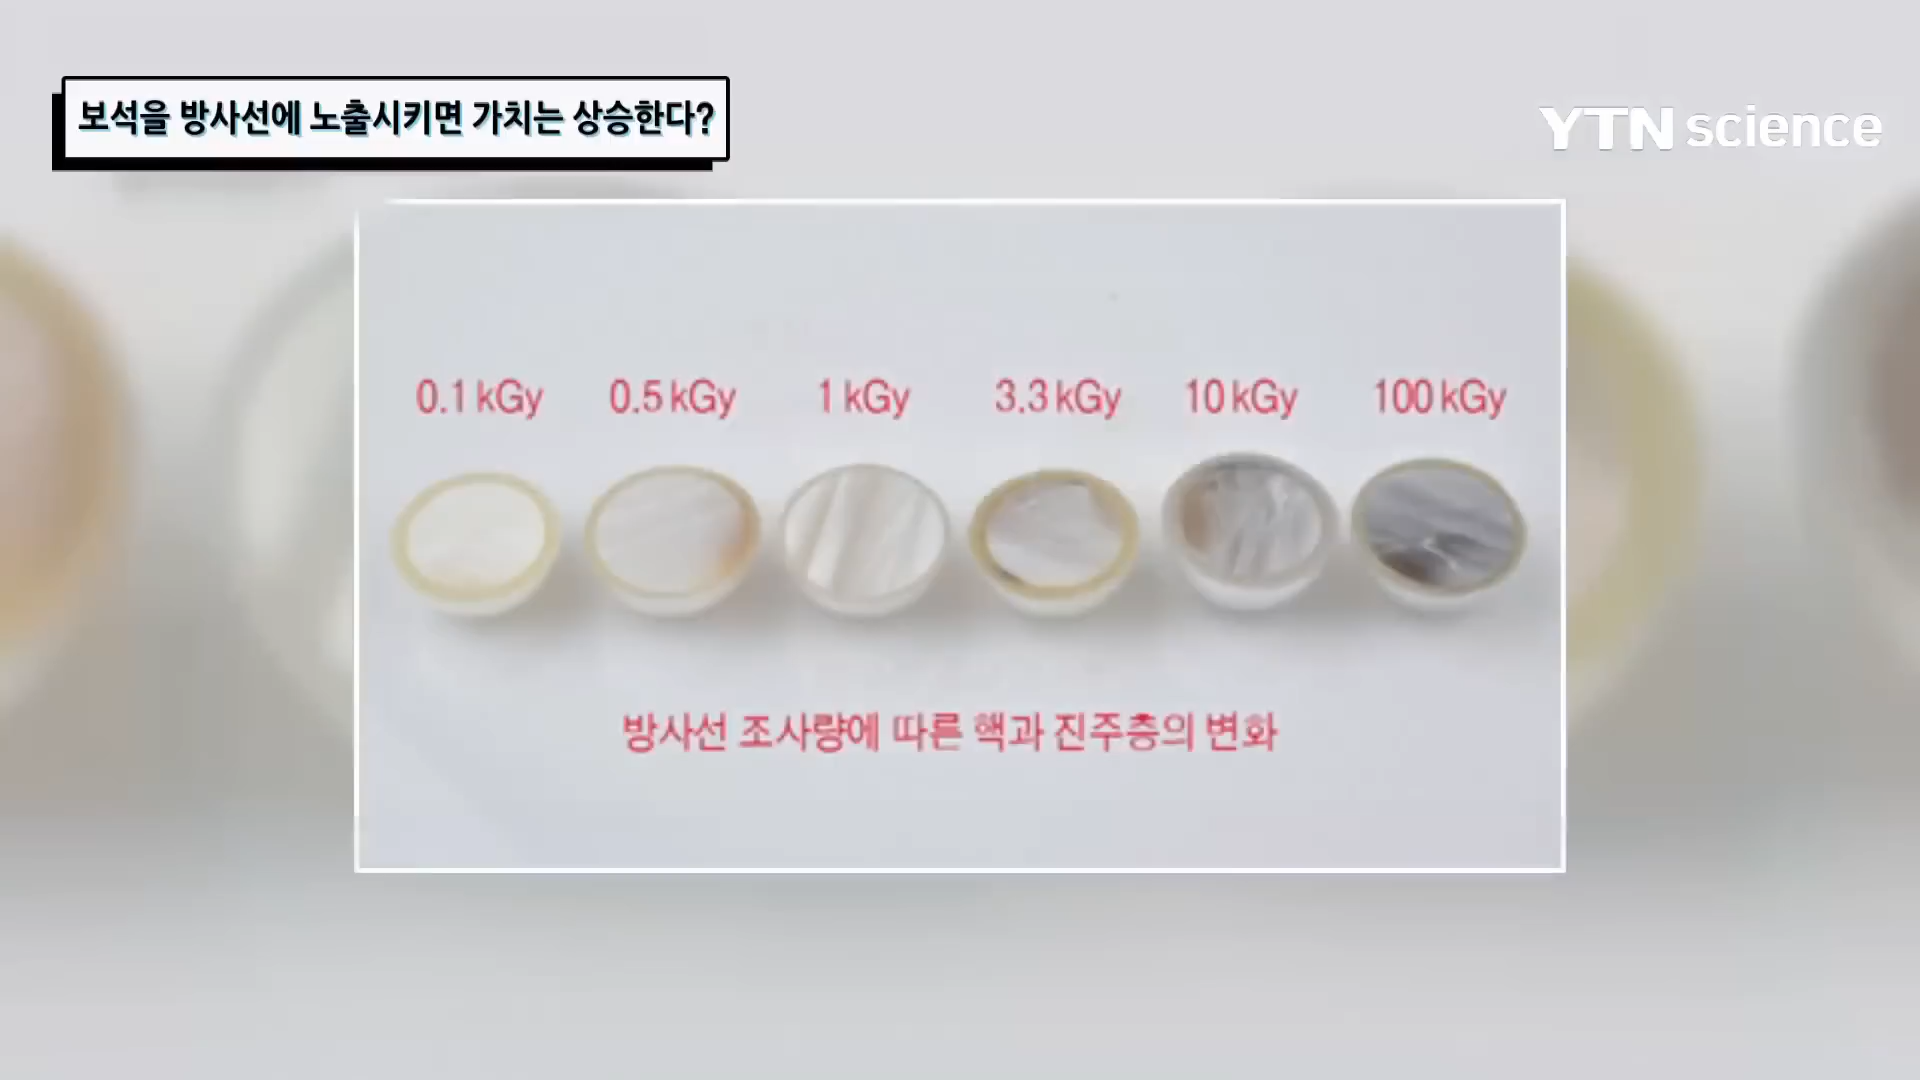 보석을 방사선에 노출시키면 가치는 상승한다?
YTN science
0.1 kGy 0.5 kGy 1 kGy 3.3 kGy 10 kGy 100 kGy
방사선 조사량에 따른 핵과 진주층의 변화